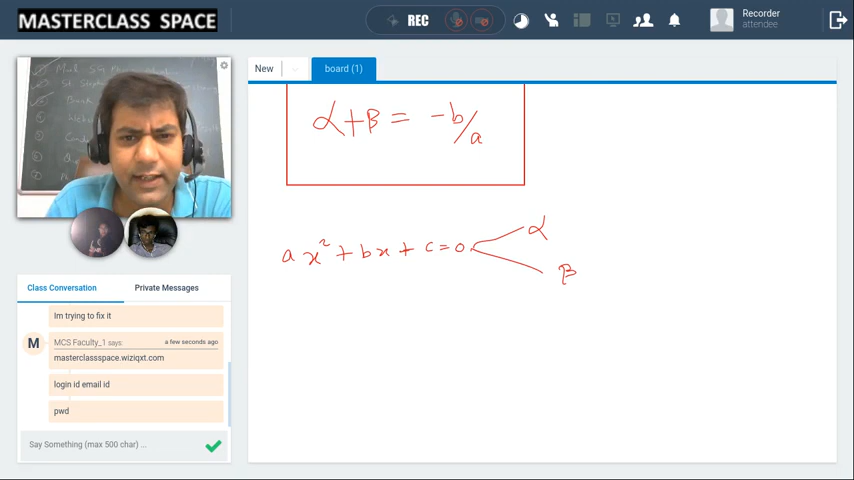 MASTERCLASS SPACE
REC
Recorder
attendee
New
board (1)
α+β = -b/a
ax²+bx+c=0
α
β
Class Conversation
Private Messages
Im trying to fix it
M
MCS Faculty_1 says
a few seconds ago
masterclassspace.wiziqxt.com
login id email id
pwd
Say Something (max 500 char) ...